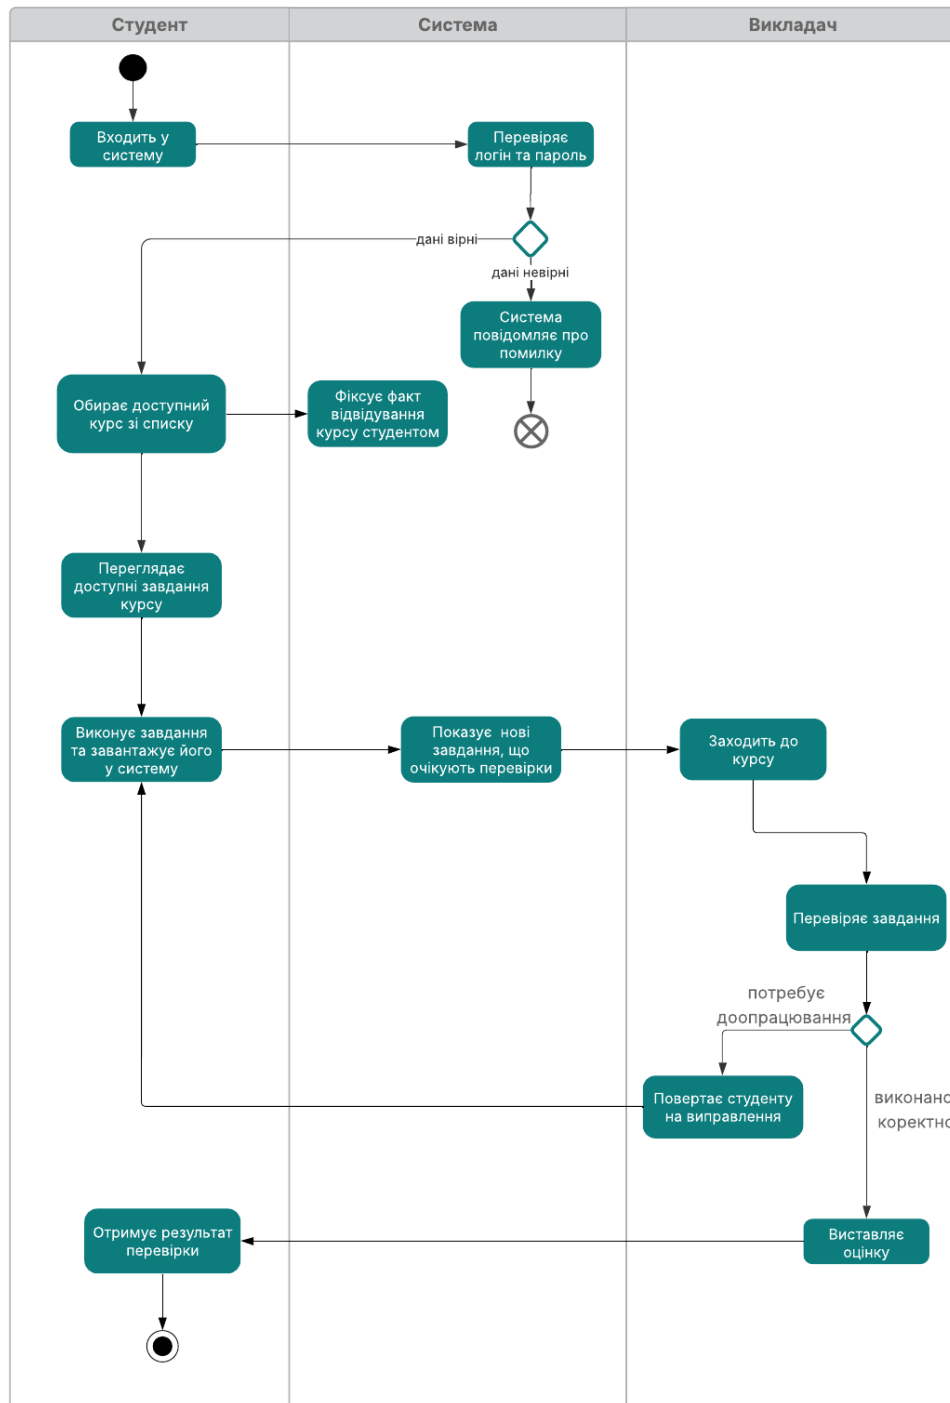 Студент
Система
Викладач
Входить у
систему
Перевіряє
логін та пароль
дані вірні
дані невірні
Система
повідомляє про
помилку
Обирає доступний
курс зі списку
Фіксує факт
відвідування
курсу студентом
Переглядає
доступні завдання
курсу
Виконує завдання
та завантажує його
у систему
Показує нові
завдання, що
очікують перевірки
Заходить до
курсу
Перевіряє завдання
потребує
доопрацювання
Повертає студенту
на виправлення
виконано
коректно
Отримує результат
перевірки
Виставляє
оцінку